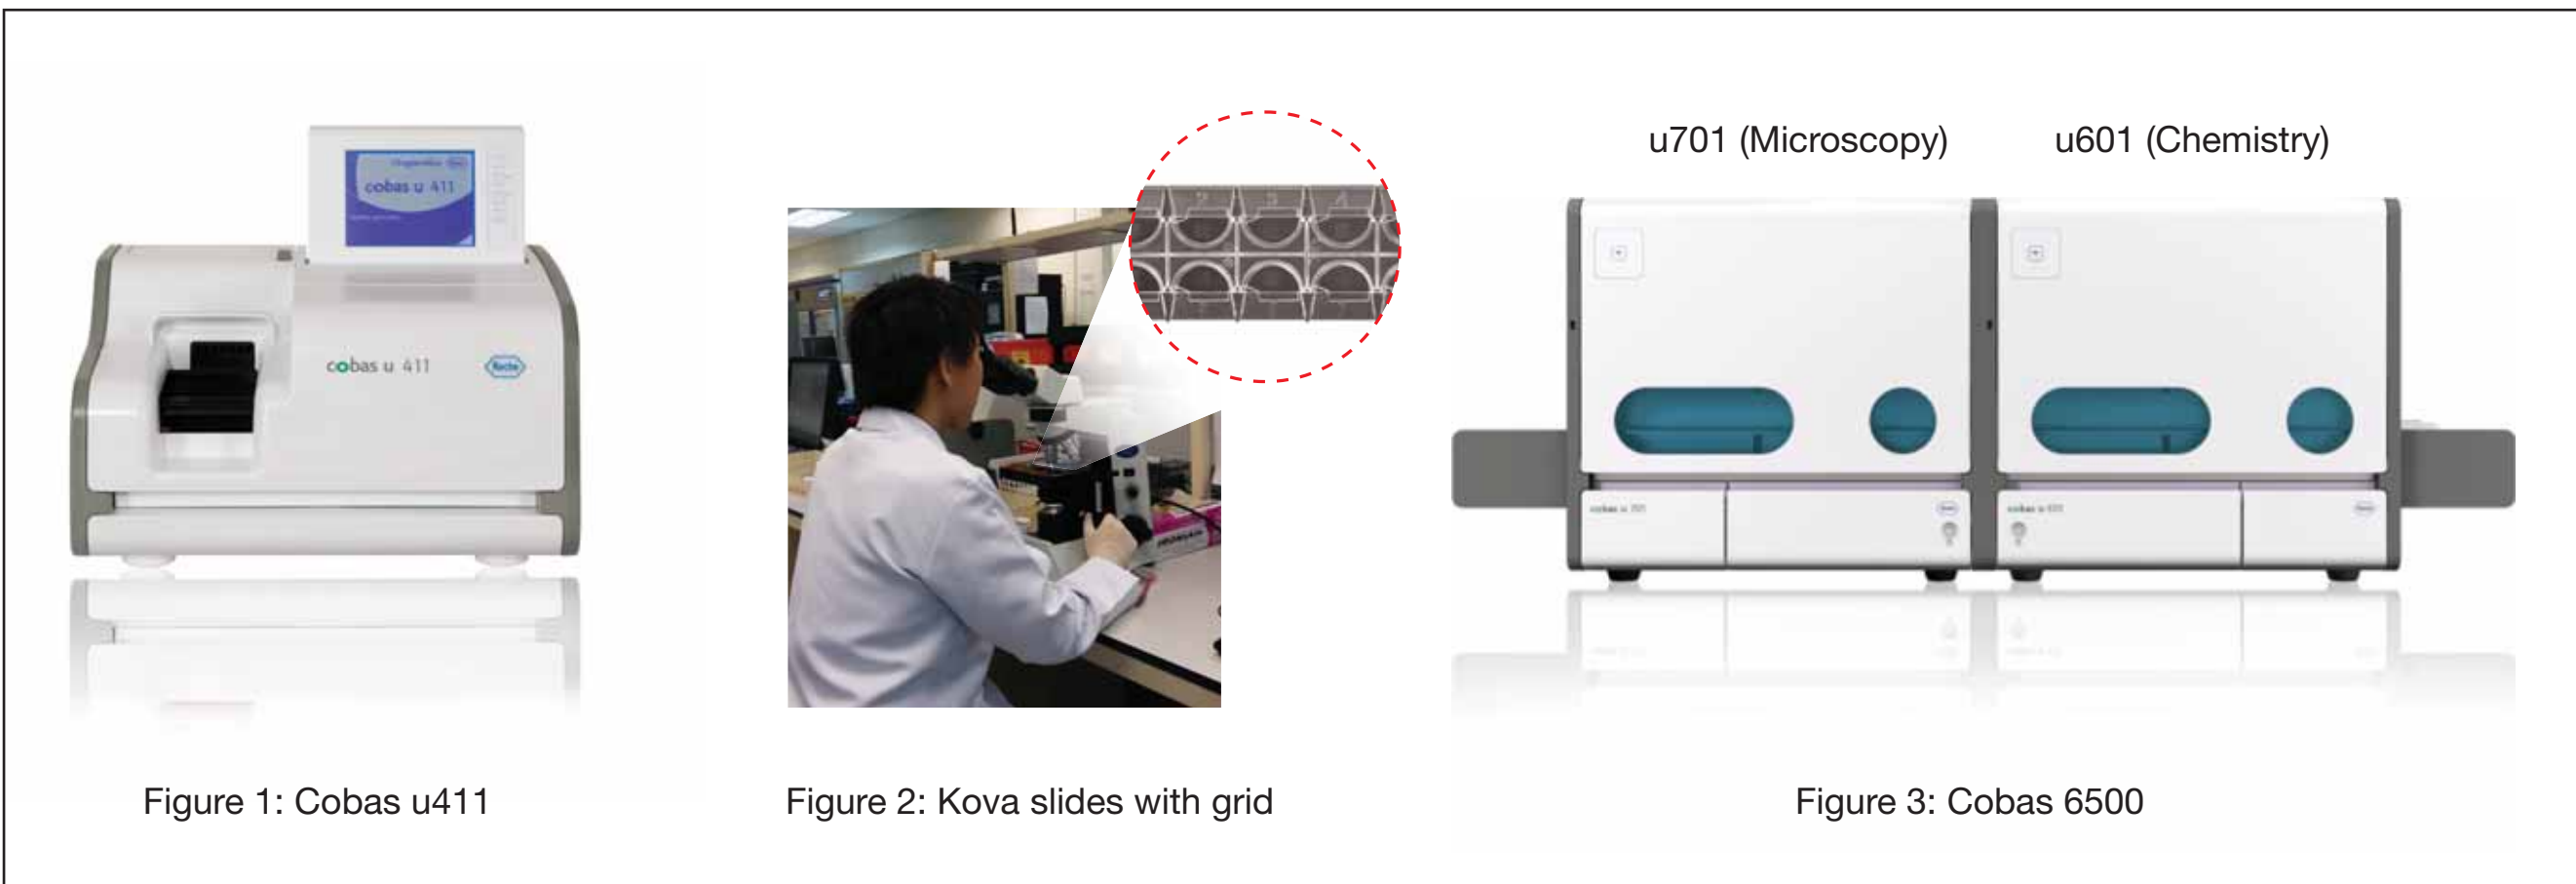 u701 (Microscopy)
u601 (Chemistry)
cobas u 411
cobas u 411
Roche
Figure 1: Cobas u411
Figure 2: Kova slides with grid
Figure 3: Cobas 6500